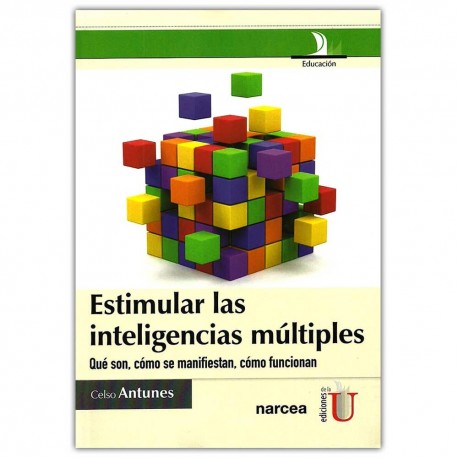 Educación
Estimular las
inteligencias múltiples
Qué son, cómo se manifiestan, cómo funcionan
Celso Antunes
narcea
ediciones de la
U